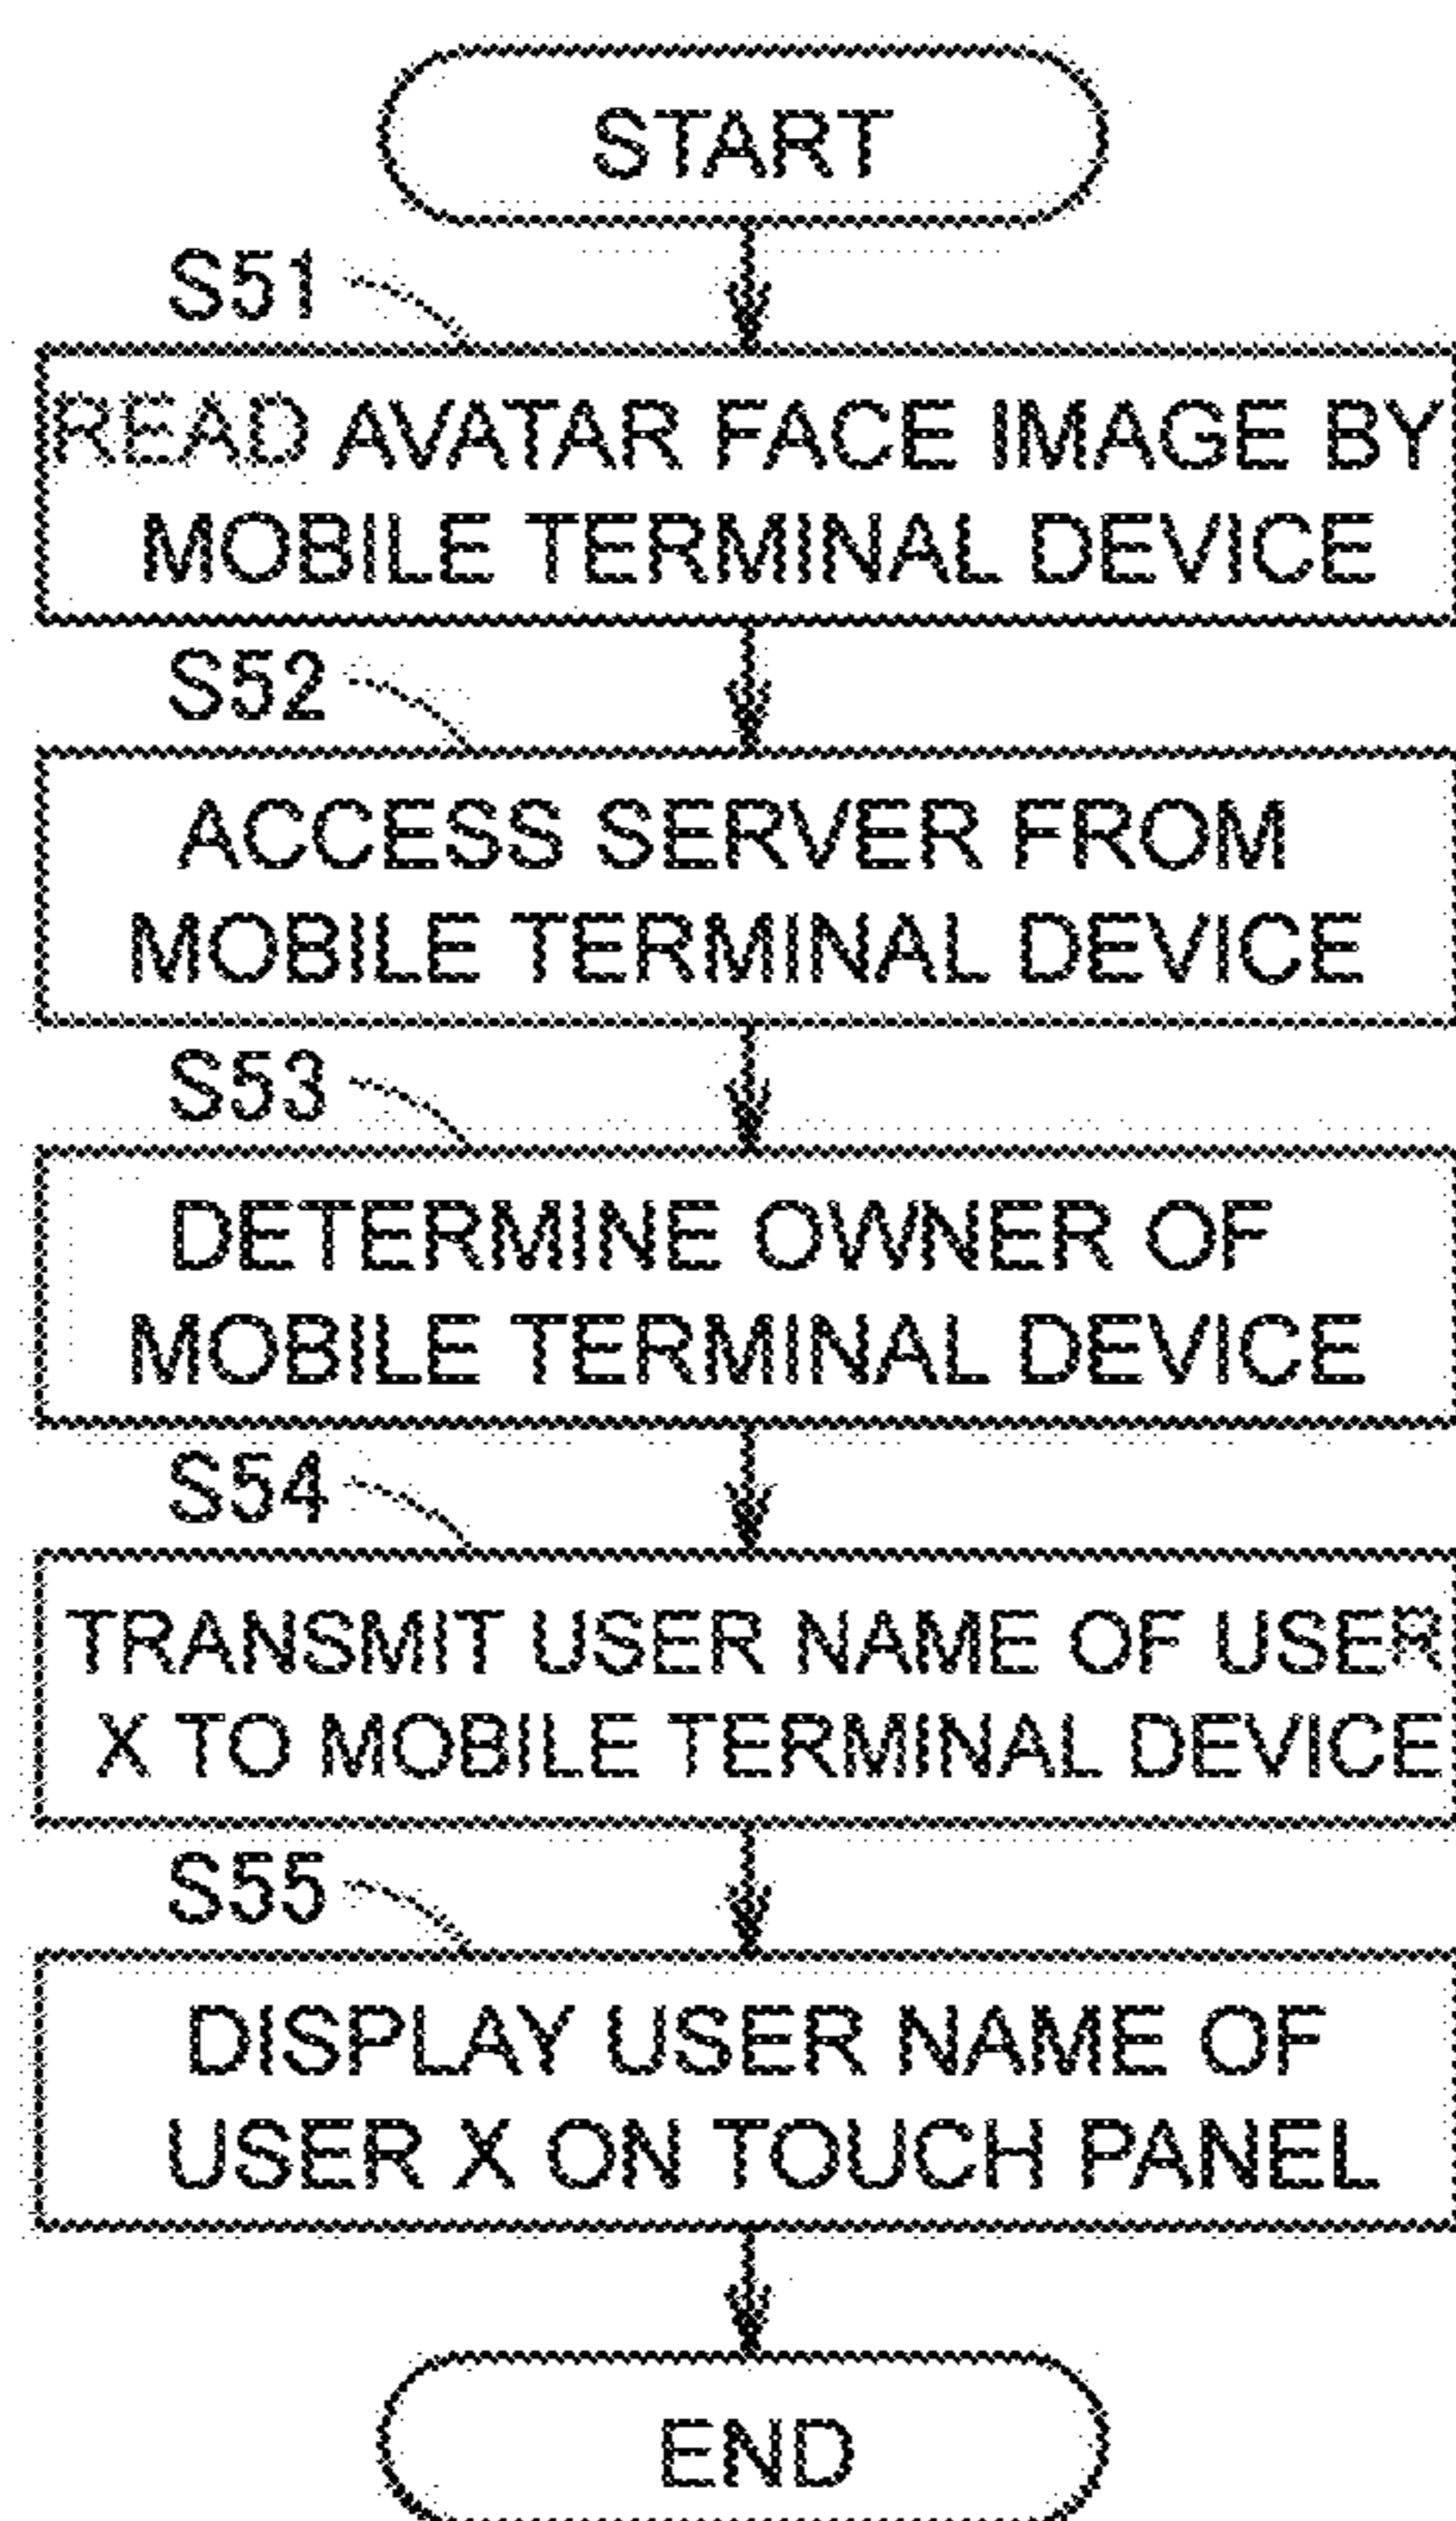 START
S51
READ AVATAR FACE IMAGE BY
MOBILE TERMINAL DEVICE
S52
ACCESS SERVER FROM
MOBILE TERMINAL DEVICE
S53
DETERMINE OWNER OF
MOBILE TERMINAL DEVICE
S54
TRANSMIT USER NAME OF USER
X TO MOBILE TERMINAL DEVICE
S55
DISPLAY USER NAME OF
USER X ON TOUCH PANEL
END